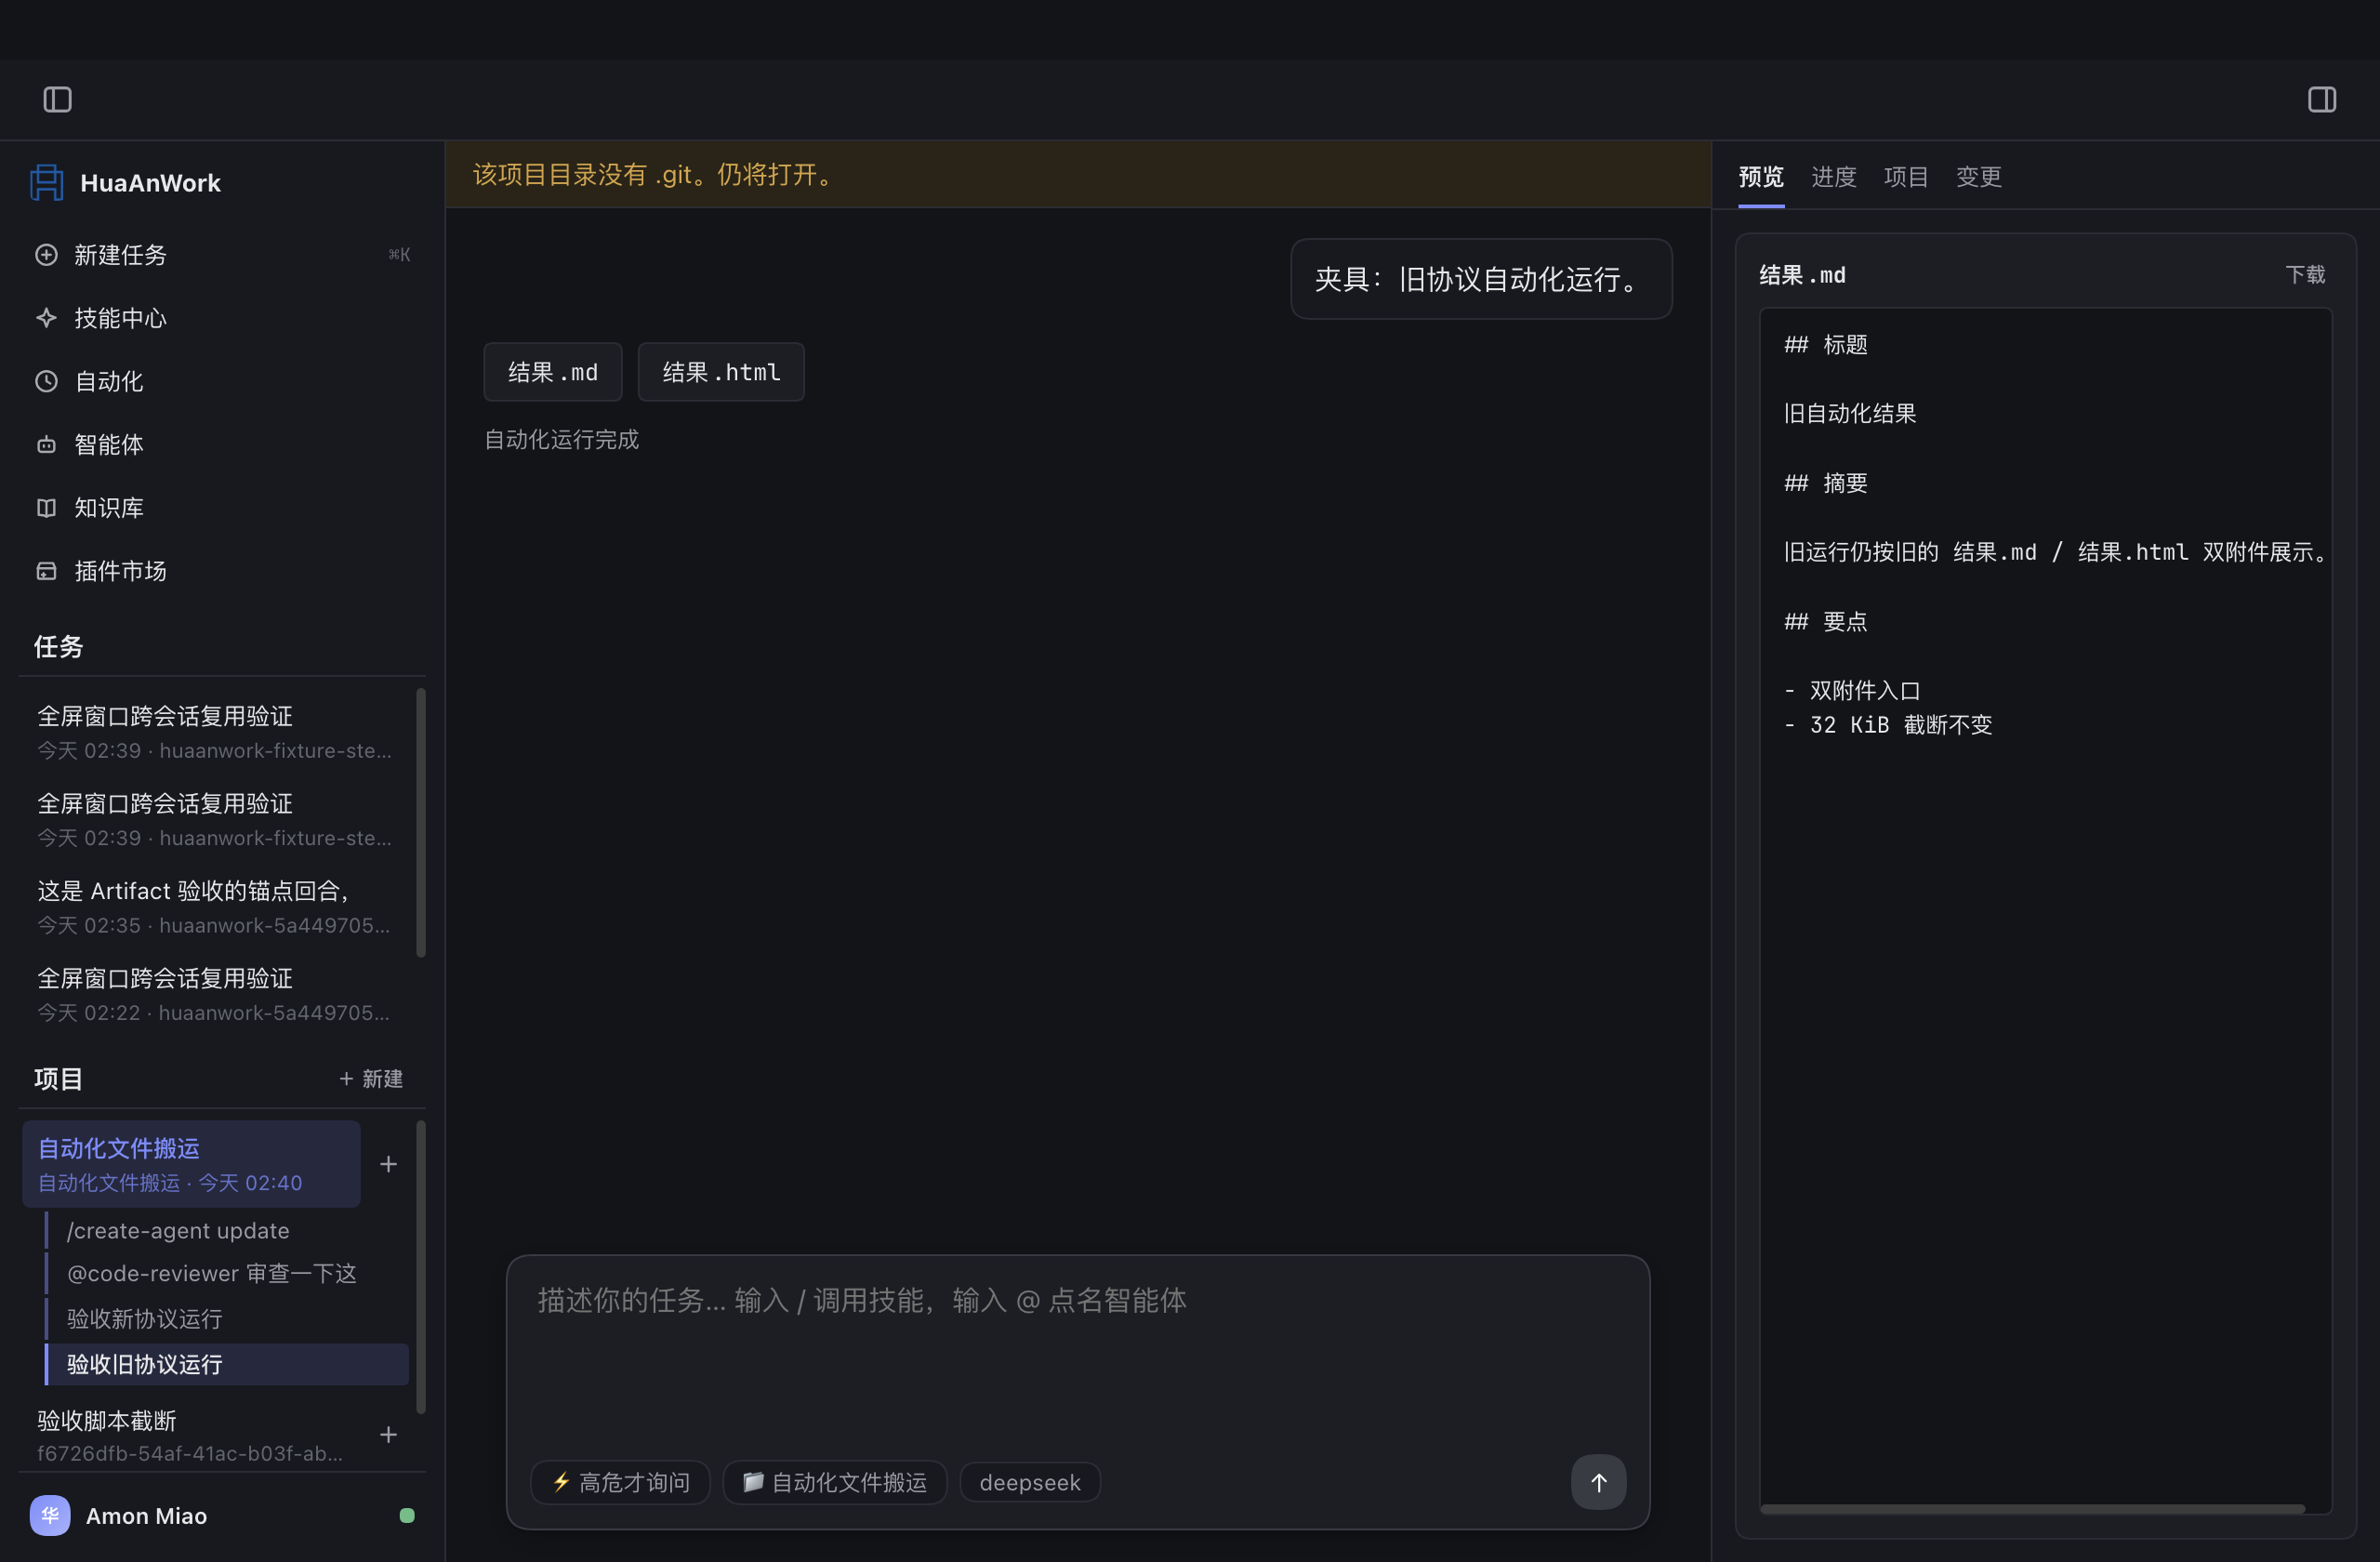 HuaAnWork
新建任务 ⌘K
技能中心
自动化
智能体
知识库
插件市场
任务
全屏窗口跨会话复用验证
今天 02:39 · huaanwork-fixture-ste...
全屏窗口跨会话复用验证
今天 02:39 · huaanwork-fixture-ste...
这是 Artifact 验收的锚点回合，
今天 02:35 · huaanwork-5a449705...
全屏窗口跨会话复用验证
今天 02:22 · huaanwork-5a449705...
项目 + 新建
自动化文件搬运
自动化文件搬运 · 今天 02:40
/create-agent update
@code-reviewer 审查一下这
验收新协议运行
验收旧协议运行
验收脚本截断
f6726dfb-54af-41ac-b03f-ab...
华 Amon Miao
该项目目录没有 .git。仍将打开。
夹具：旧协议自动化运行。
结果.md 结果.html
自动化运行完成
描述你的任务... 输入 / 调用技能，输入 @ 点名智能体
⚡ 高危才询问 自动化文件搬运 deepseek
预览 进度 项目 变更
结果.md 下载
## 标题
旧自动化结果
## 摘要
旧运行仍按旧的 结果.md / 结果.html 双附件展示。
## 要点
- 双附件入口
- 32 KiB 截断不变